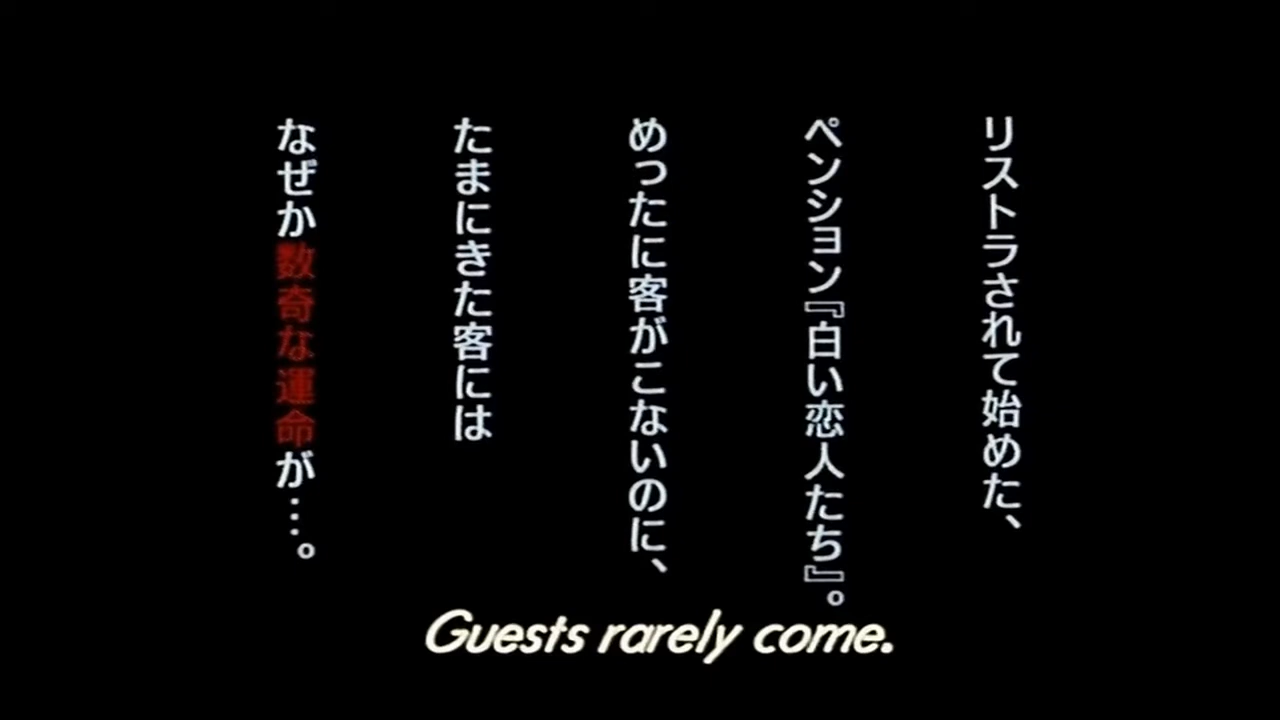 リストラされて始めた、
ペンション『白い恋人たち』。
めったに客がこないのに、
たまにきた客には
なぜか数奇な運命が…。
Guests rarely come.